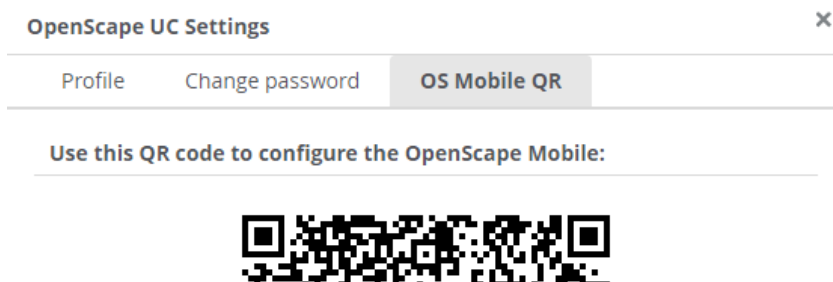 OpenScape UC Settings
Profile Change password OS Mobile QR
Use this QR code to configure the OpenScape Mobile: